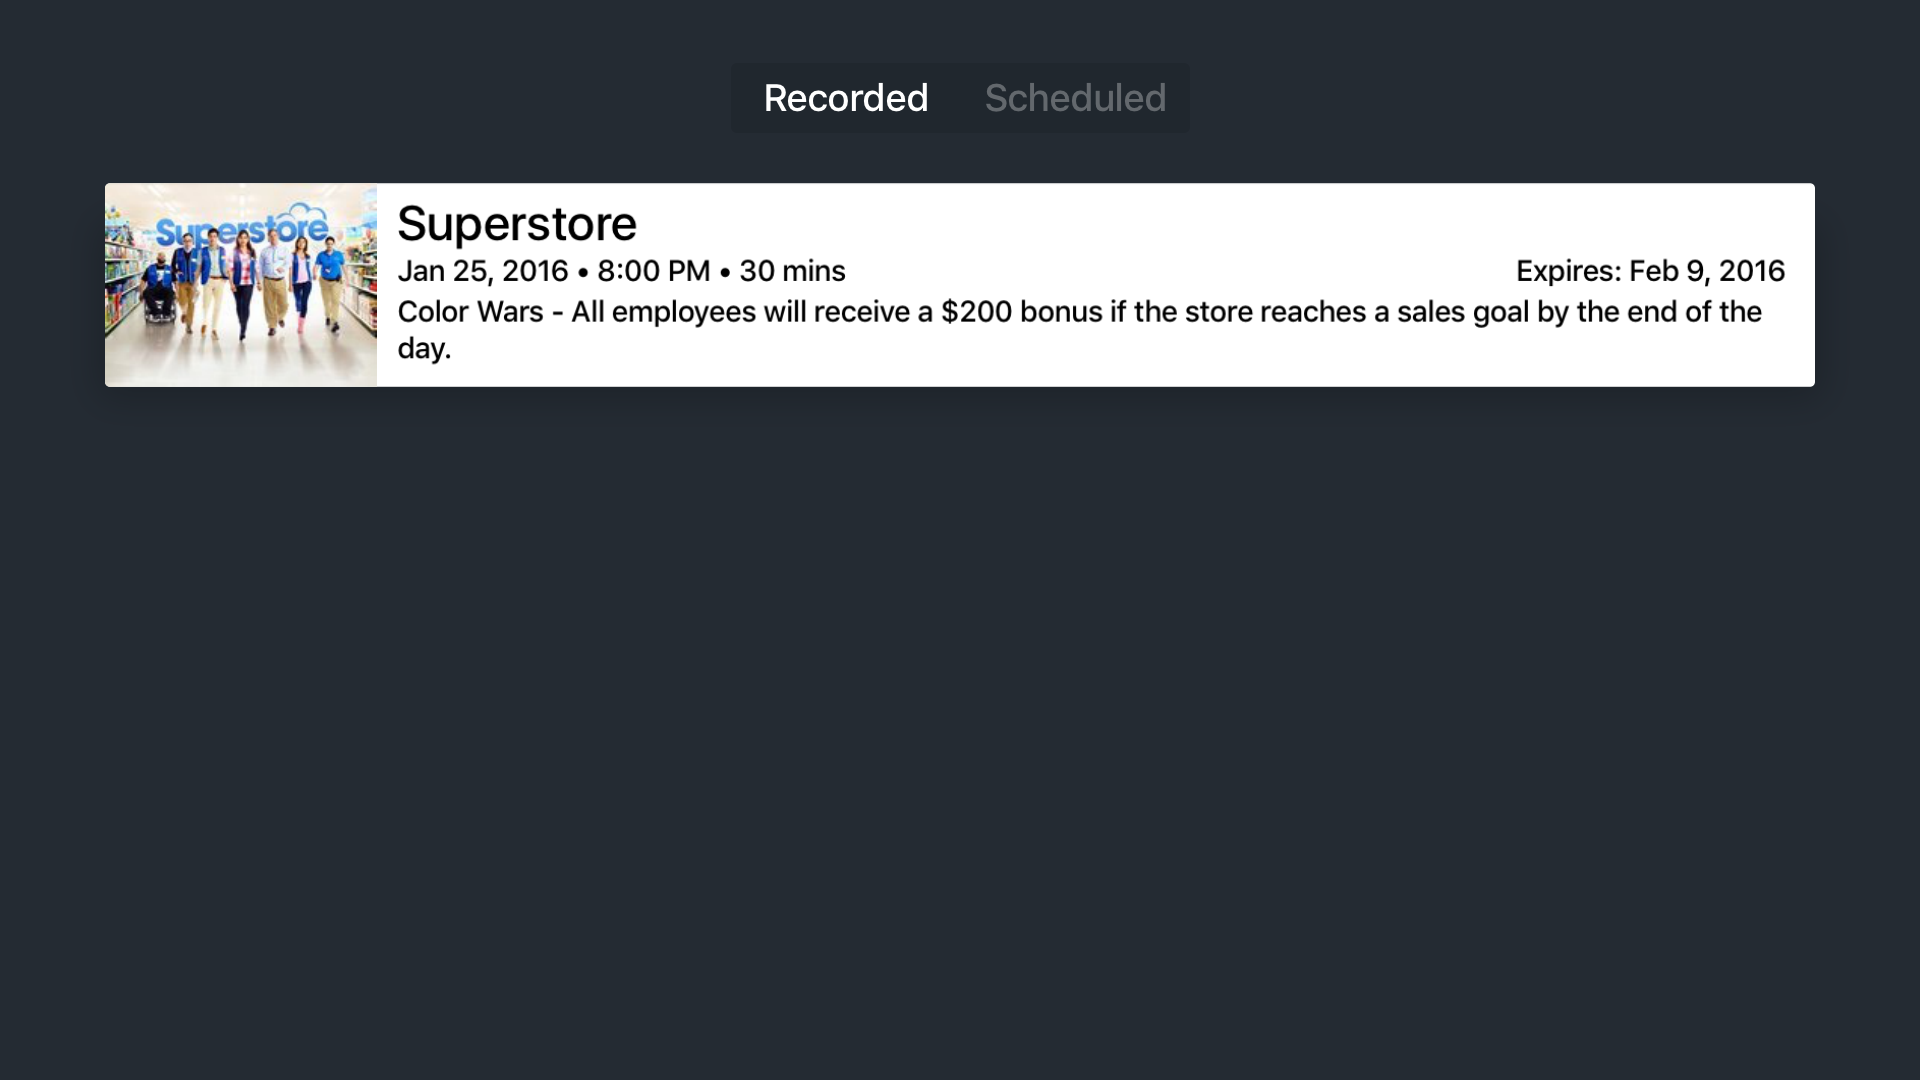 Recorded
Scheduled
Superstore
Superstore
Jan 25, 2016 • 8:00 PM • 30 mins
Expires: Feb 9, 2016
Color Wars - All employees will receive a $200 bonus if the store reaches a sales goal by the end of the
day.